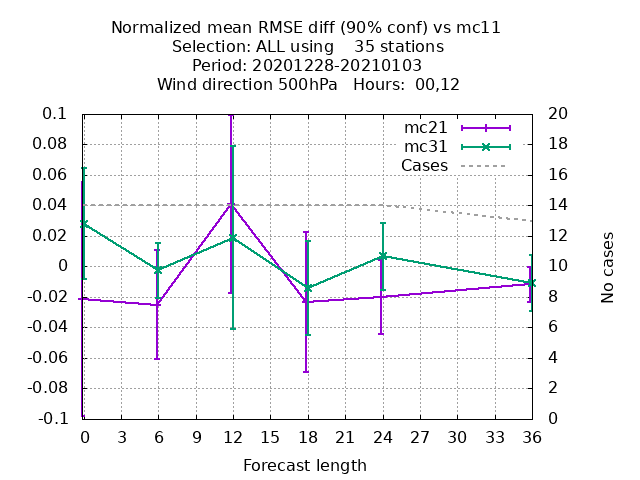 Normalized mean RMSE diff (90% conf) vs mc11
Selection: ALL using    35 stations
Period: 20201228-20210103
Wind direction 500hPa   Hours:  00,12
0.1
0.08
0.06
0.04
0.02
0
-0.02
-0.04
-0.06
-0.08
-0.1
mc21
mc31
Cases
20
18
16
14
12
10
8
6
4
2
0
No cases
0 3 6 9 12 15 18 21 24 27 30 33 36
Forecast length